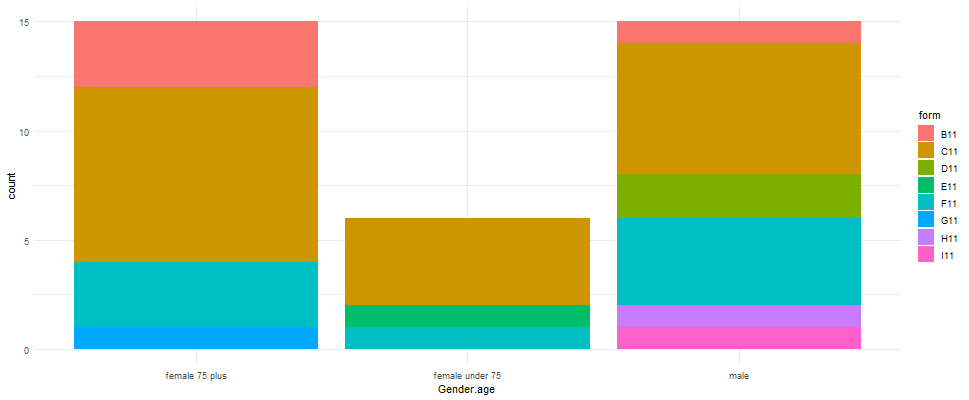 15
10
5
0
count
female 75 plus
female under 75
male
Gender.age
form
B11
C11
D11
E11
F11
G11
H11
I11